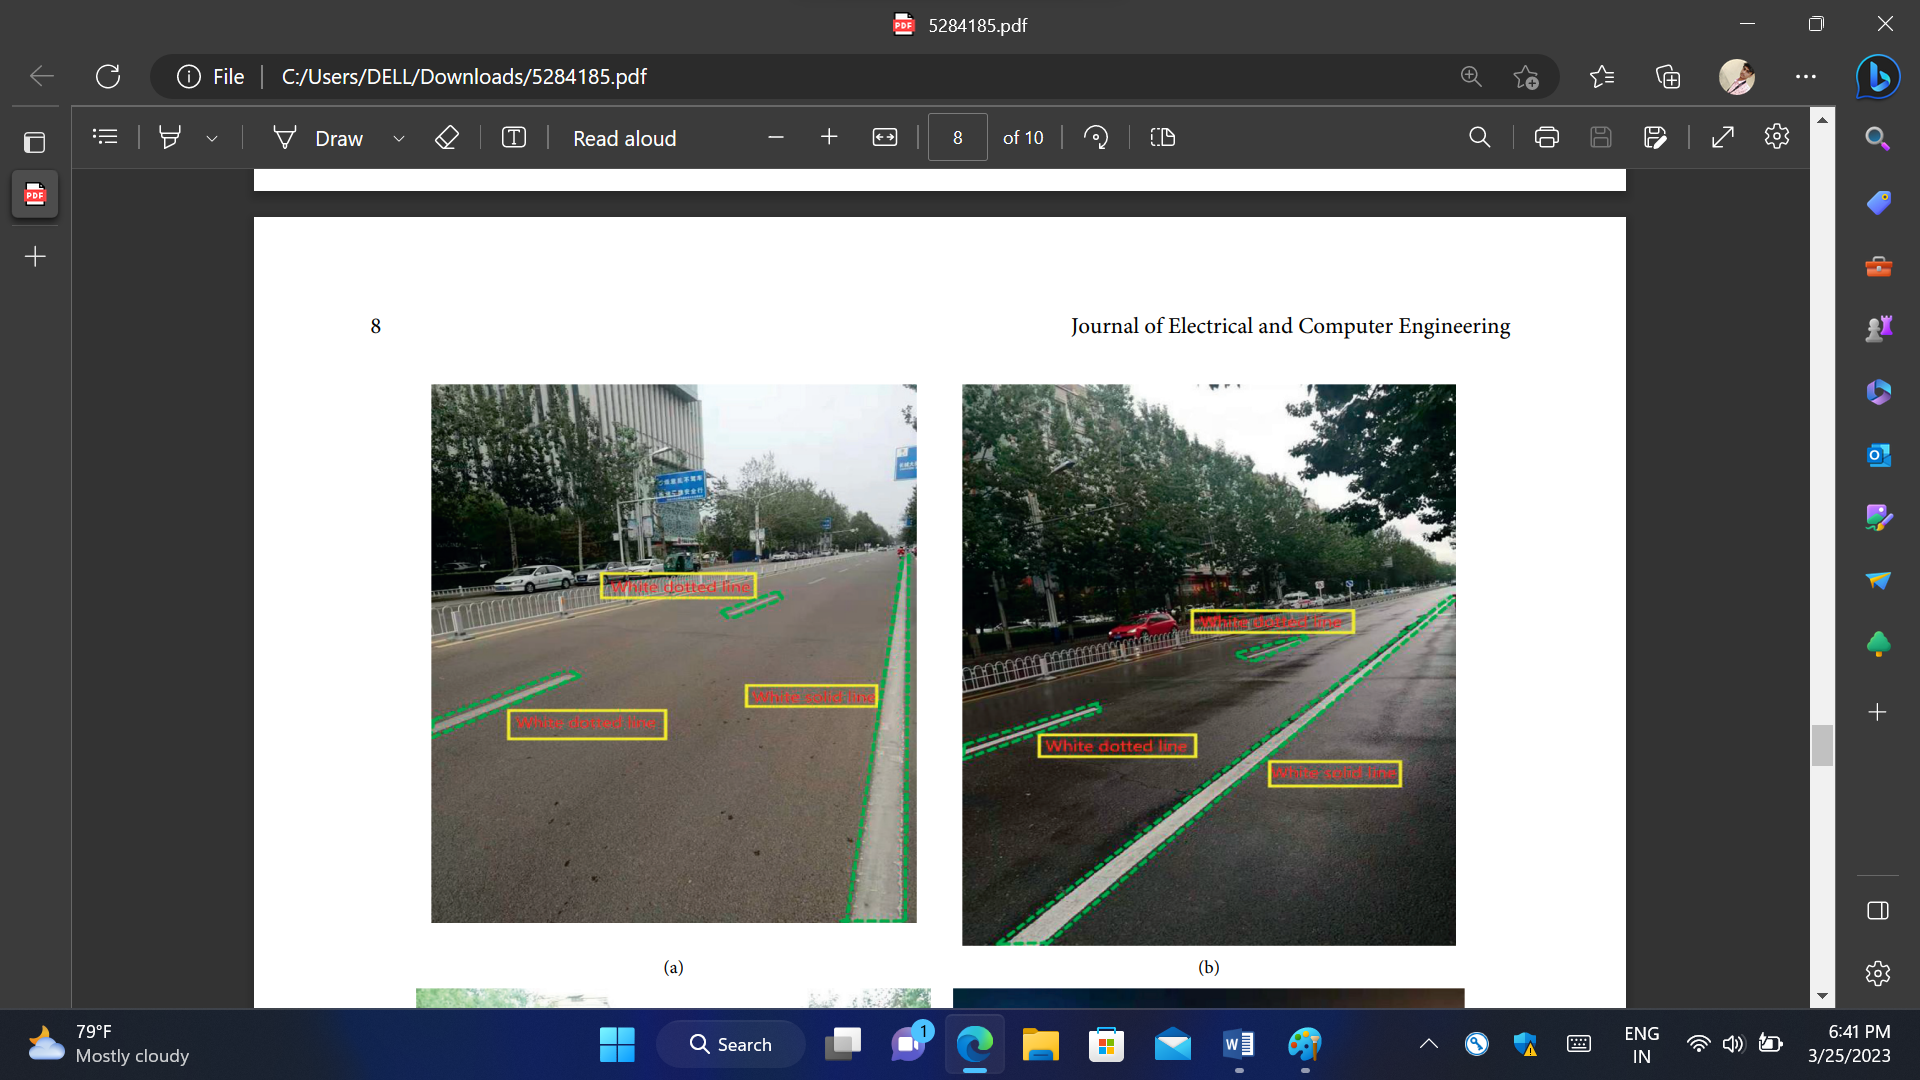 5284185.pdf
File
C:/Users/DELL/Downloads/5284185.pdf
Draw
Read aloud
8
of 10
8
Journal of Electrical and Computer Engineering
White dotted line
White dotted line
White solid line
(a)
White dotted line
White dotted line
White solid line
(b)
79°F
Mostly cloudy
Search
1
ENG
IN
6:41 PM
3/25/2023